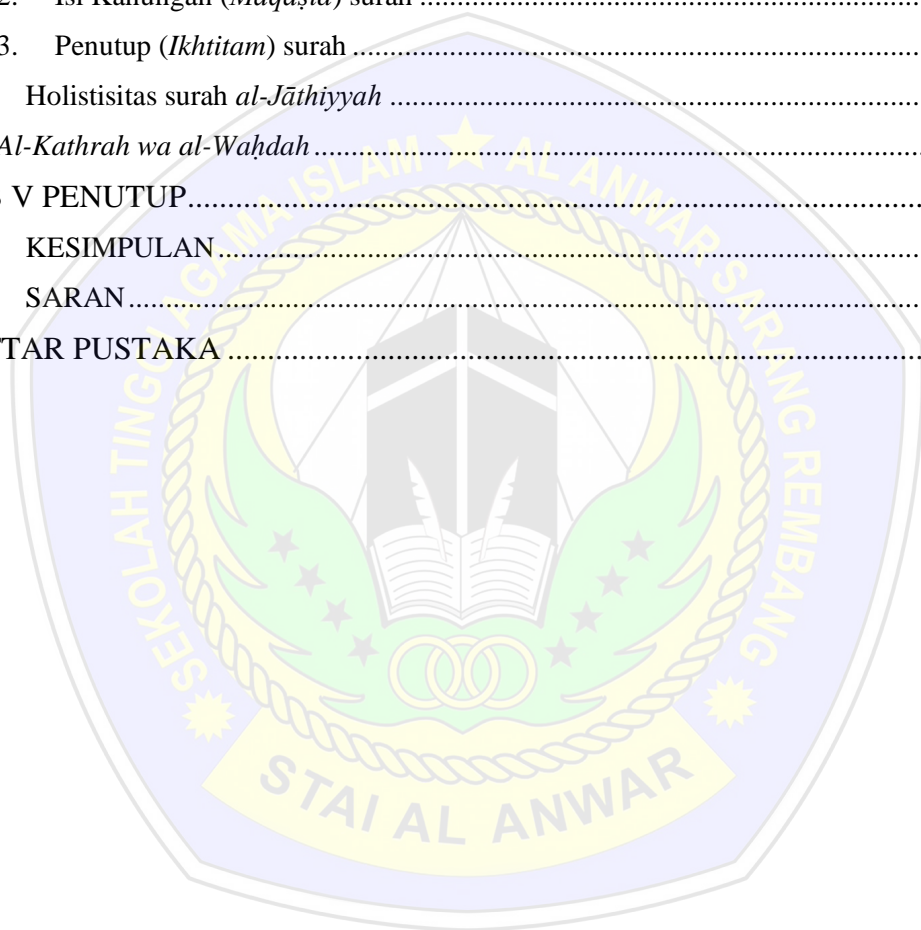 2. Isi Kandungan (Maqāṣid) surah ........................................
3. Penutup (Ikhtitam) surah ........................................
Holistisitas surah al-Jāthiyyah ........................................
Al-Kathrah wa al-Waḥdah ........................................
V PENUTUP ........................................
KESIMPULAN ........................................
SARAN ........................................
TAR PUSTAKA ........................................
SEKOLAH TINGGI AGAMA ISLAM ★ AL ANWAR SARANG REMBANG
STAI AL ANWAR